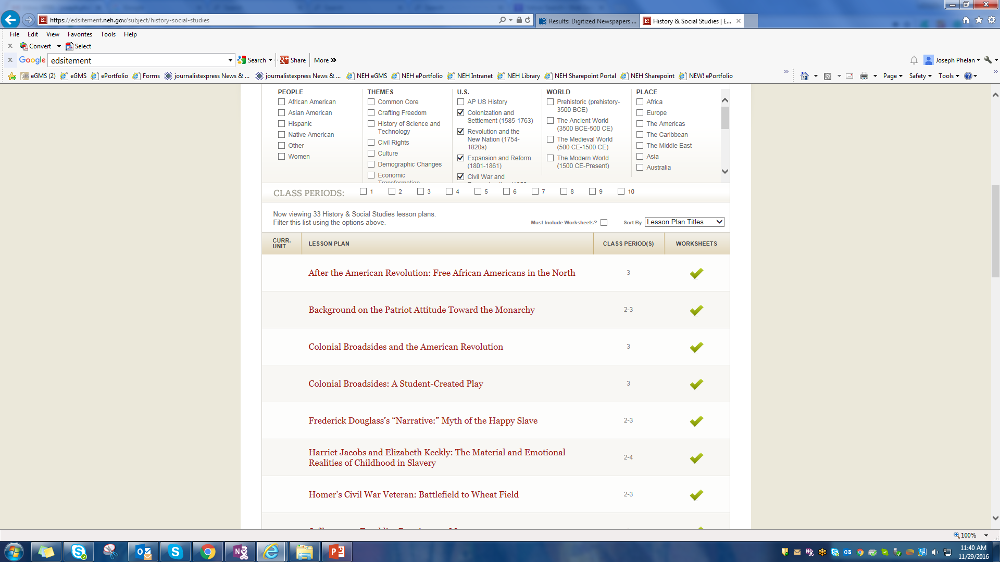 https://edsitement.neh.gov/subject/history-social-studies
Results: Digitized Newspapers ...
History & Social Studies | E...
File Edit View Favorites Tools Help
x Convert Select
x Google edsitement Search Share More »
Joseph Phelan
eGMS (2) eGMS ePortfolio Forms journalistexpress News & ... journalistexpress News & ... NEH eGMS NEH ePortfolio NEH Intranet NEH Library NEH Sharepoint Portal NEH Sharepoint NEW! ePortfolio
Page Safety Tools
PEOPLE
African American
Asian American
Hispanic
Native American
Other
Women
THEMES
Common Core
Crafting Freedom
History of Science and
Technology
Civil Rights
Culture
Demographic Changes
Economic
Transformation
U.S.
AP US History
Colonization and
Settlement (1585-1763)
Revolution and the
New Nation (1754-
1820s)
Expansion and Reform
(1801-1861)
Civil War and
WORLD
Prehistoric (prehistory-
3500 BCE)
The Ancient World
(3500 BCE-500 CE)
The Medieval World
(500 CE-1500 CE)
The Modern World
(1500 CE-Present)
PLACE
Africa
Europe
The Americas
The Caribbean
The Middle East
Asia
Australia
CLASS PERIODS: 1 2 3 4 5 6 7 8 9 10
Now viewing 33 History & Social Studies lesson plans.
Filter this list using the options above.
Must Include Worksheets? Sort By Lesson Plan Titles
CURR.
UNIT
LESSON PLAN CLASS PERIOD(S) WORKSHEETS
After the American Revolution: Free African Americans in the North 3
Background on the Patriot Attitude Toward the Monarchy 2-3
Colonial Broadsides and the American Revolution 3
Colonial Broadsides: A Student-Created Play 3
Frederick Douglass’s “Narrative:” Myth of the Happy Slave 2-3
Harriet Jacobs and Elizabeth Keckly: The Material and Emotional
Realities of Childhood in Slavery 2-4
Homer's Civil War Veteran: Battlefield to Wheat Field 2-3
100%
11:40 AM
11/29/2016